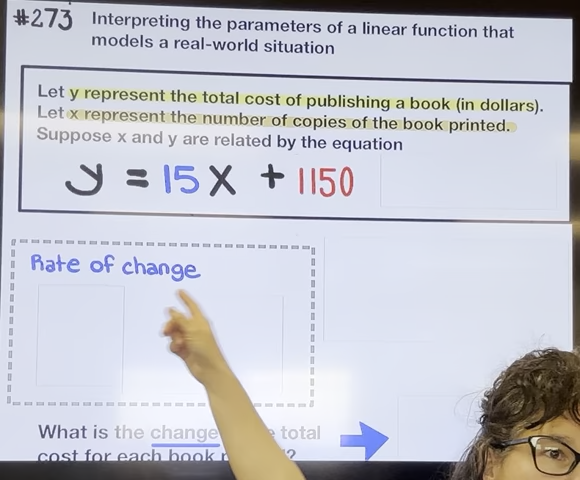 #273 Interpreting the parameters of a linear function that
models a real-world situation
Let y represent the total cost of publishing a book (in dollars).
Let x represent the number of copies of the book printed.
Suppose x and y are related by the equation
y = 15x + 1150
Rate of change
What is the change total
cost for each book ?